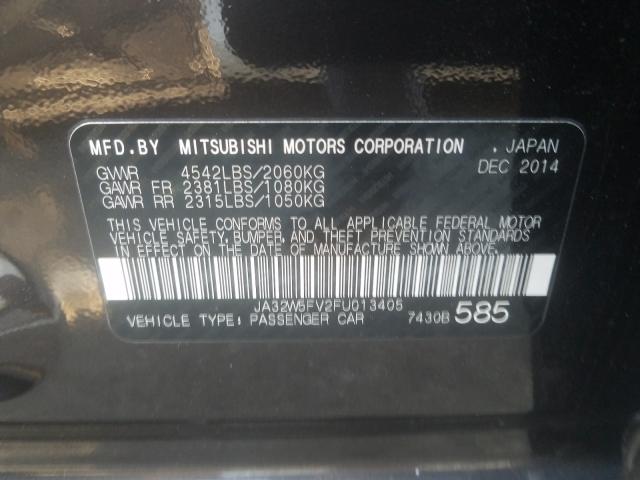 MFD.BY MITSUBISHI MOTORS CORPORATION . JAPAN
GVWR 4542LBS/2060KG DEC 2014
GAWR FR 2381LBS/1080KG
GAWR RR 2315LBS/1050KG
THIS VEHICLE CONFORMS TO ALL APPLICABLE FEDERAL MOTOR
VEHICLE SAFETY, BUMPER, AND THEFT PREVENTION STANDARDS
IN EFFECT ON THE DATE OF MANUFACTURE SHOWN ABOVE.
JA32W5FV2FU013405
VEHICLE TYPE: PASSENGER CAR 7430B 585